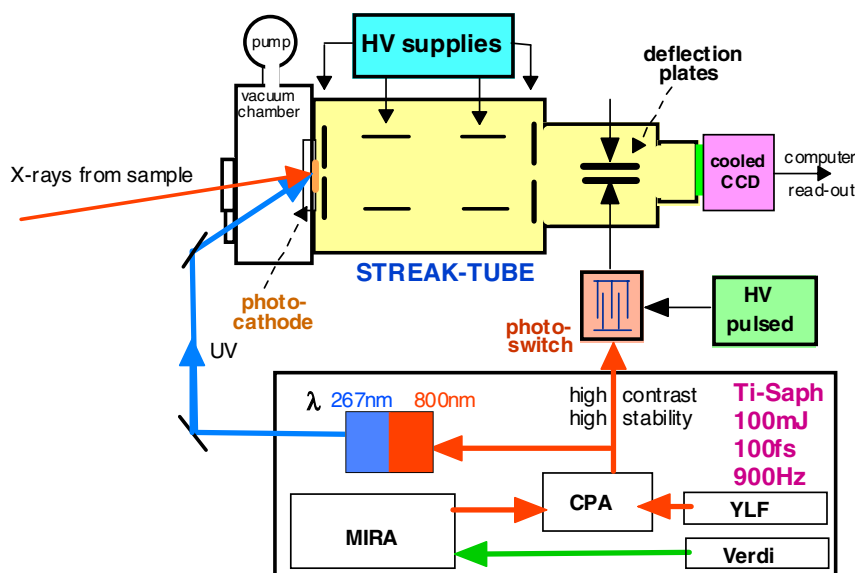 pump
HV supplies
deflection
plates
vacuum
chamber
X-rays from sample
cooled
CCD
computer
read-out
STREAK-TUBE
photo-
cathode
UV
photo-
switch
HV
pulsed
λ 267nm 800nm
high contrast
high stability
Ti-Saph
100mJ
100fs
900Hz
MIRA
CPA
YLF
Verdi